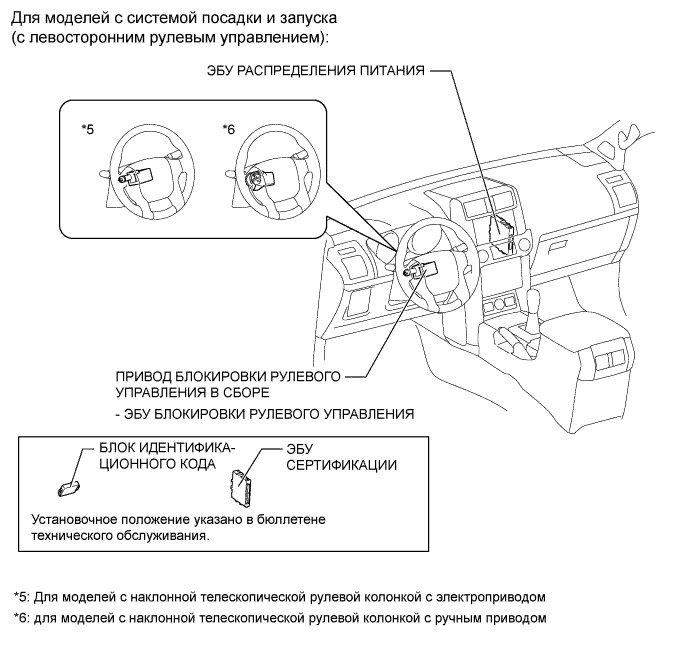 Для моделей с системой посадки и запуска
(с левосторонним рулевым управлением):
ЭБУ РАСПРЕДЕЛЕНИЯ ПИТАНИЯ
*5
*6
ПРИВОД БЛОКИРОВКИ РУЛЕВОГО
УПРАВЛЕНИЯ В СБОРЕ
- ЭБУ БЛОКИРОВКИ РУЛЕВОГО УПРАВЛЕНИЯ
БЛОК ИДЕНТИФИКА-
ЦИОННОГО КОДА
ЭБУ
СЕРТИФИКАЦИИ
Установочное положение указано в бюллетене
технического обслуживания.
*5: Для моделей с наклонной телескопической рулевой колонкой с электроприводом
*6: для моделей с наклонной телескопической рулевой колонкой с ручным приводом